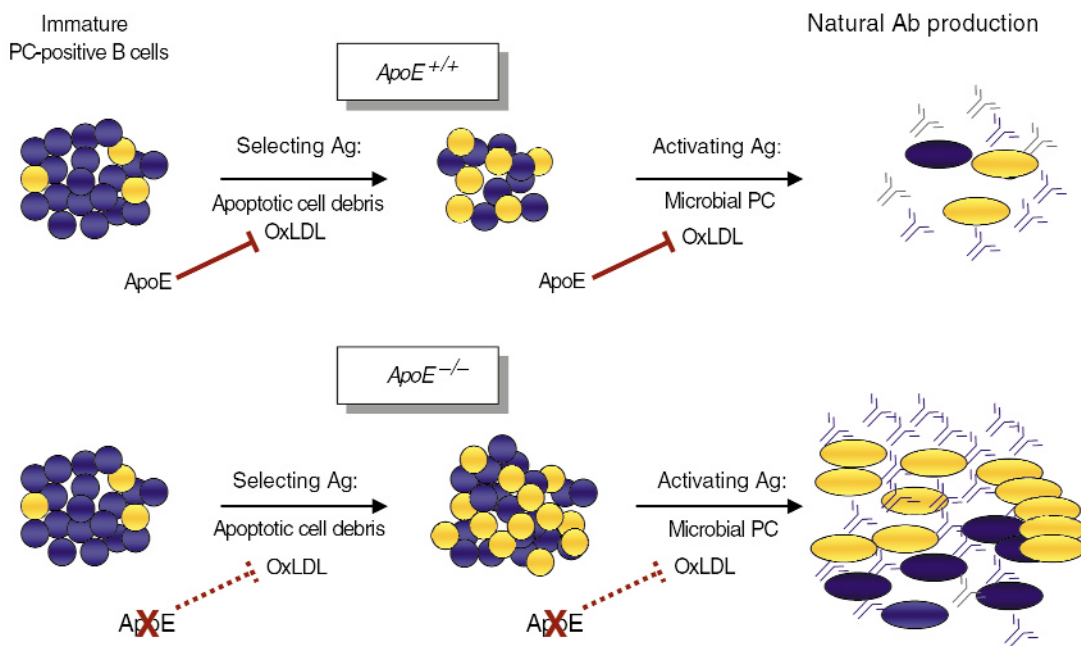 Immature
PC-positive B cells
Natural Ab production
ApoE+/+
Selecting Ag:
Activating Ag:
Apoptotic cell debris
Microbial PC
OxLDL
OxLDL
ApoE
ApoE
ApoE−/−
Selecting Ag:
Activating Ag:
Apoptotic cell debris
Microbial PC
OxLDL
OxLDL
ApoE
ApoE